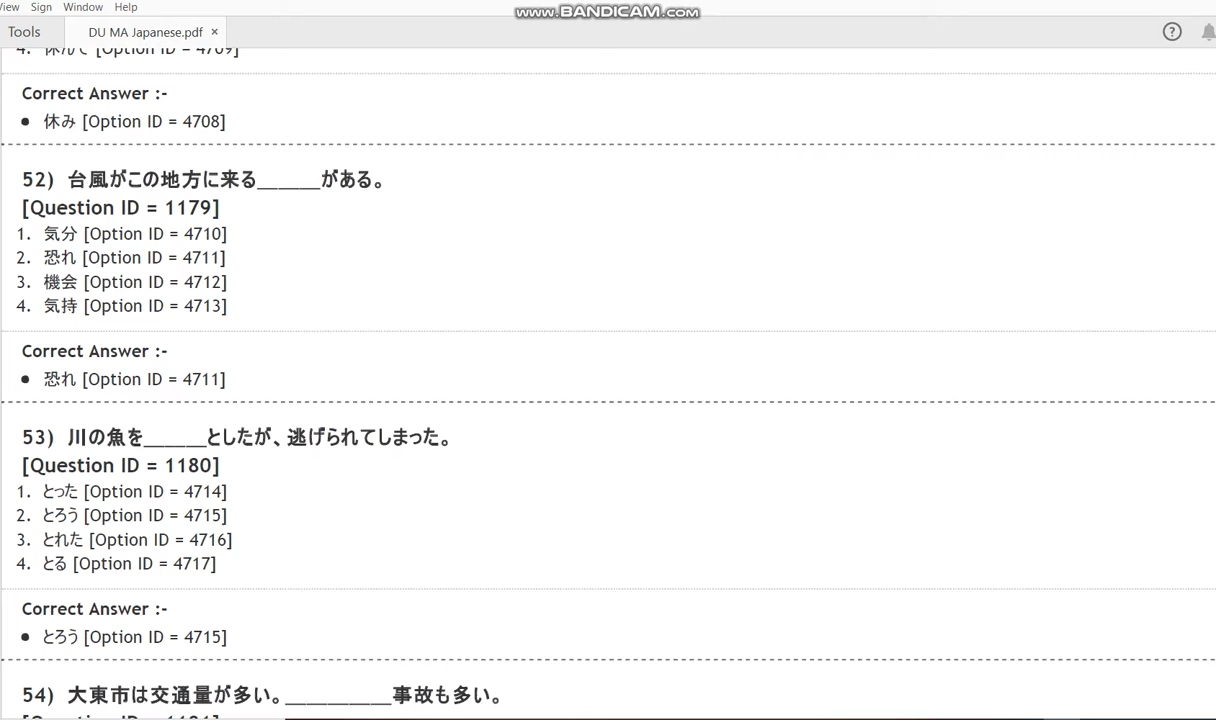 View Sign Window Help
www.BANDICAM.com
Tools DU MA Japanese.pdf ×
4. 休んで [Option ID = 4709]
Correct Answer :-
• 休み [Option ID = 4708]
52) 台風がこの地方に来る______がある。
[Question ID = 1179]
1. 気分 [Option ID = 4710]
2. 恐れ [Option ID = 4711]
3. 機会 [Option ID = 4712]
4. 気持 [Option ID = 4713]
Correct Answer :-
• 恐れ [Option ID = 4711]
53) 川の魚を______としたが、逃げられてしまった。
[Question ID = 1180]
1. とった [Option ID = 4714]
2. とろう [Option ID = 4715]
3. とれた [Option ID = 4716]
4. とる [Option ID = 4717]
Correct Answer :-
• とろう [Option ID = 4715]
54) 大東市は交通量が多い。__________事故も多い。